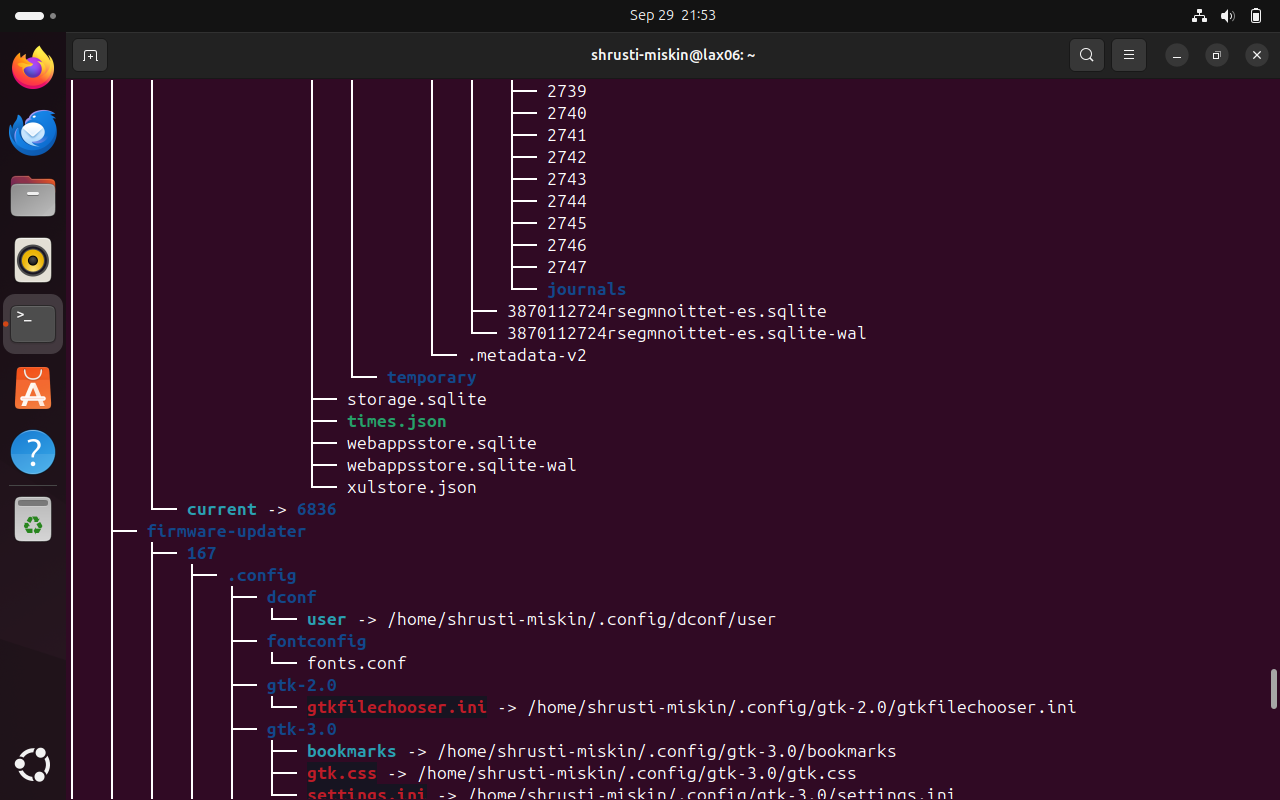 Sep 29 21:53
shrusti-miskin@lax06: ~
├── 2739
├── 2740
├── 2741
├── 2742
├── 2743
├── 2744
├── 2745
├── 2746
├── 2747
└── journals
├── 3870112724rsegmnoittet-es.sqlite
└── 3870112724rsegmnoittet-es.sqlite-wal
└── .metadata-v2
└── temporary
├── storage.sqlite
├── times.json
├── webappsstore.sqlite
├── webappsstore.sqlite-wal
└── xulstore.json
└── current -> 6836
├── firmware-updater
├── 167
├── .config
├── dconf
└── user -> /home/shrusti-miskin/.config/dconf/user
├── fontconfig
└── fonts.conf
├── gtk-2.0
└── gtkfilechooser.ini -> /home/shrusti-miskin/.config/gtk-2.0/gtkfilechooser.ini
├── gtk-3.0
├── bookmarks -> /home/shrusti-miskin/.config/gtk-3.0/bookmarks
├── gtk.css -> /home/shrusti-miskin/.config/gtk-3.0/gtk.css
└── settings.ini -> /home/shrusti-miskin/.config/gtk-3.0/settings.ini